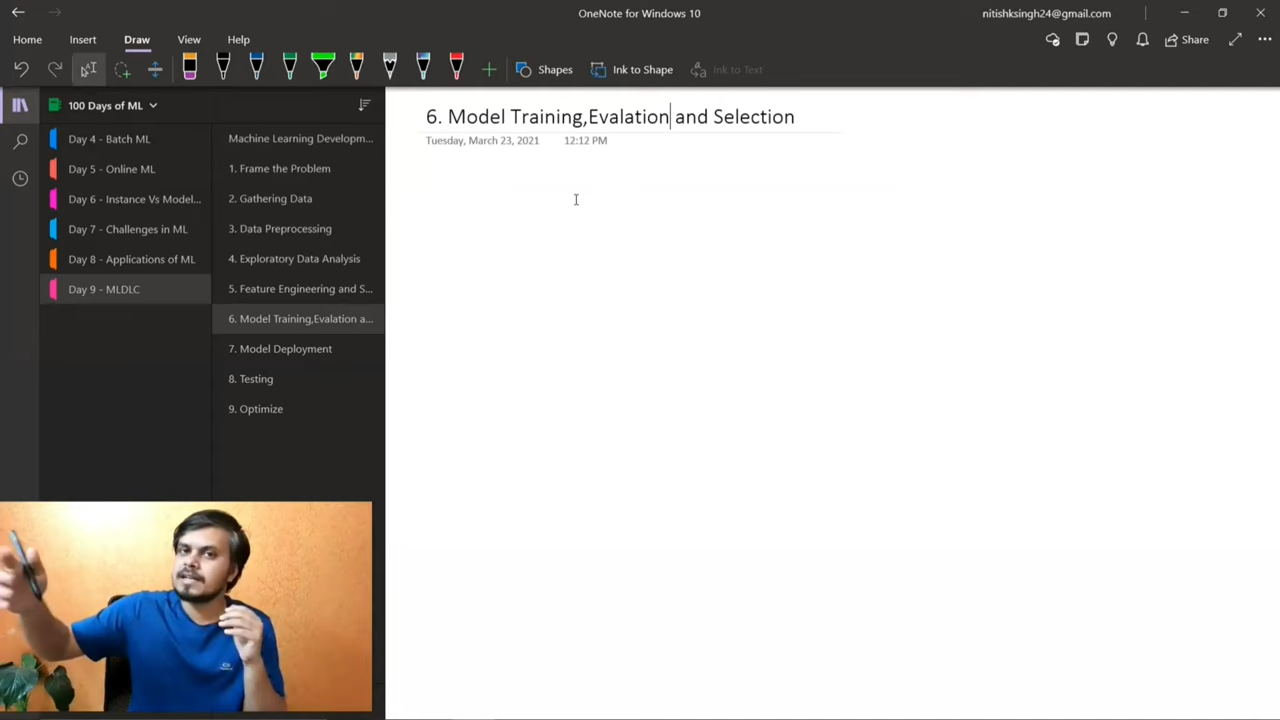 OneNote for Windows 10
nitishksingh24@gmail.com
Home
Insert
Draw
View
Help
Share
Shapes
Ink to Shape
Ink to Text
100 Days of ML
Day 4 - Batch ML
Day 5 - Online ML
Day 6 - Instance Vs Model...
Day 7 - Challenges in ML
Day 8 - Applications of ML
Day 9 - MLDLC
Machine Learning Developm...
1. Frame the Problem
2. Gathering Data
3. Data Preprocessing
4. Exploratory Data Analysis
5. Feature Engineering and S...
6. Model Training,Evalation a...
7. Model Deployment
8. Testing
9. Optimize
6. Model Training,Evalation and Selection
Tuesday, March 23, 2021 12:12 PM